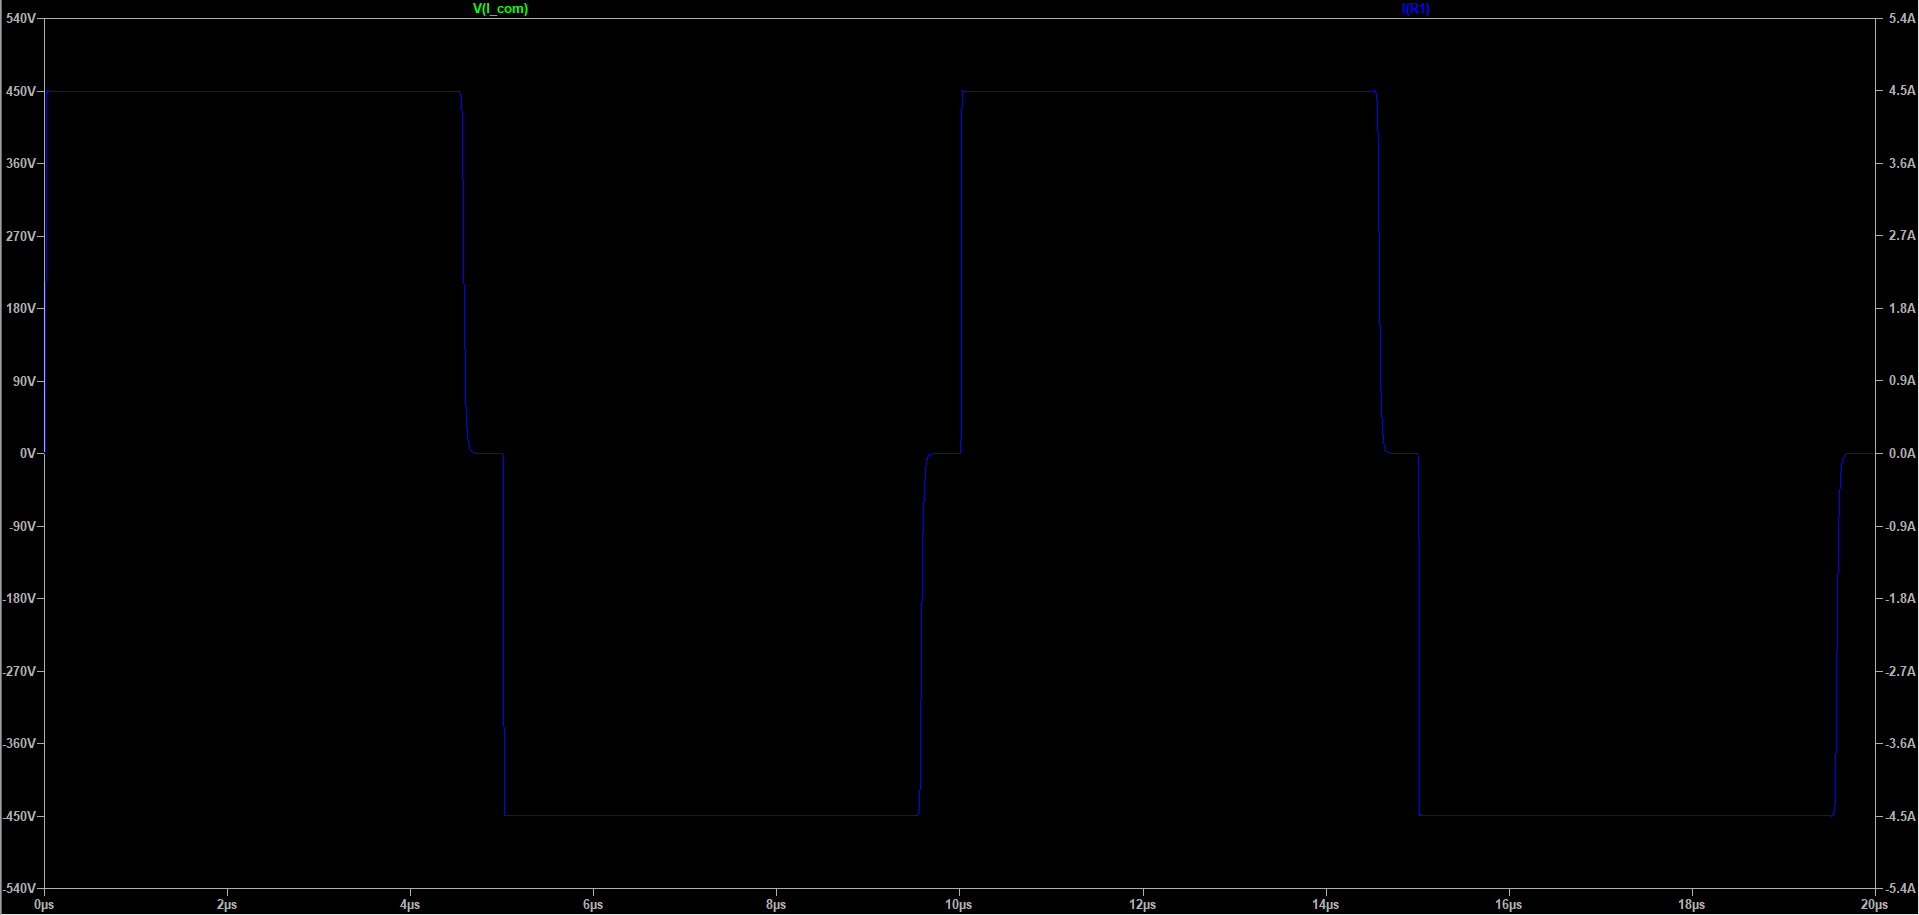 V(I_com) I(R1)
540V 5.4A
450V 4.5A
360V 3.6A
270V 2.7A
180V 1.8A
90V 0.9A
0V 0.0A
-90V -0.9A
-180V -1.8A
-270V -2.7A
-360V -3.6A
-450V -4.5A
-540V -5.4A
0µs 2µs 4µs 6µs 8µs 10µs 12µs 14µs 16µs 18µs 20µs